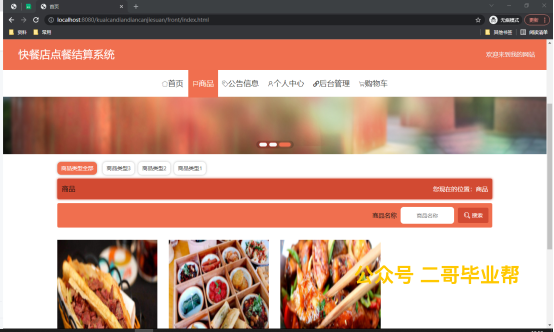 首页
localhost:8080/kuaicandiandiancanjiesuan/front/index.html
无痕模式
更新
资料
常用
其他书签
阅读清单
快餐店点餐结算系统
欢迎来到我的网站
首页
商品
公告信息
个人中心
后台管理
购物车
商品类型全部
商品类型3
商品类型2
商品类型1
商品
您现在的位置：商品
商品名称
商品名称
搜索
公众号 二哥毕业帮